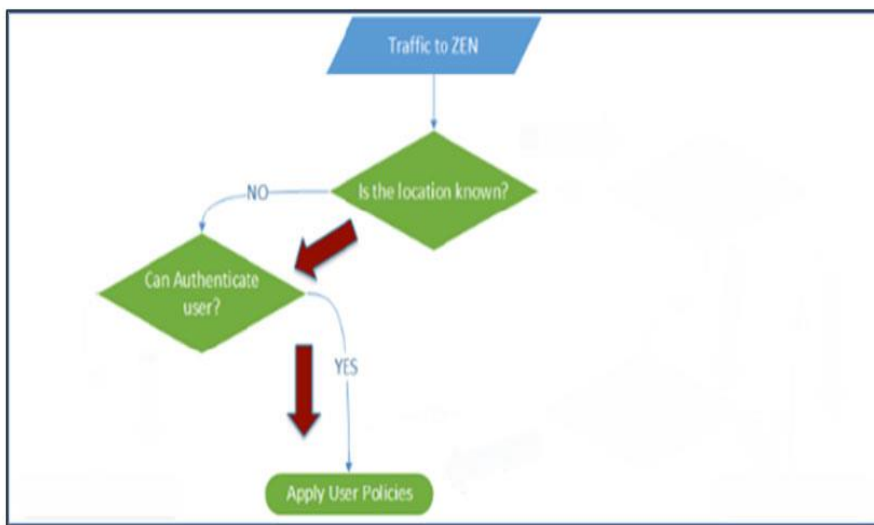 Traffic to ZEN
Is the location known?
NO
Can Authenticate
user?
YES
Apply User Policies